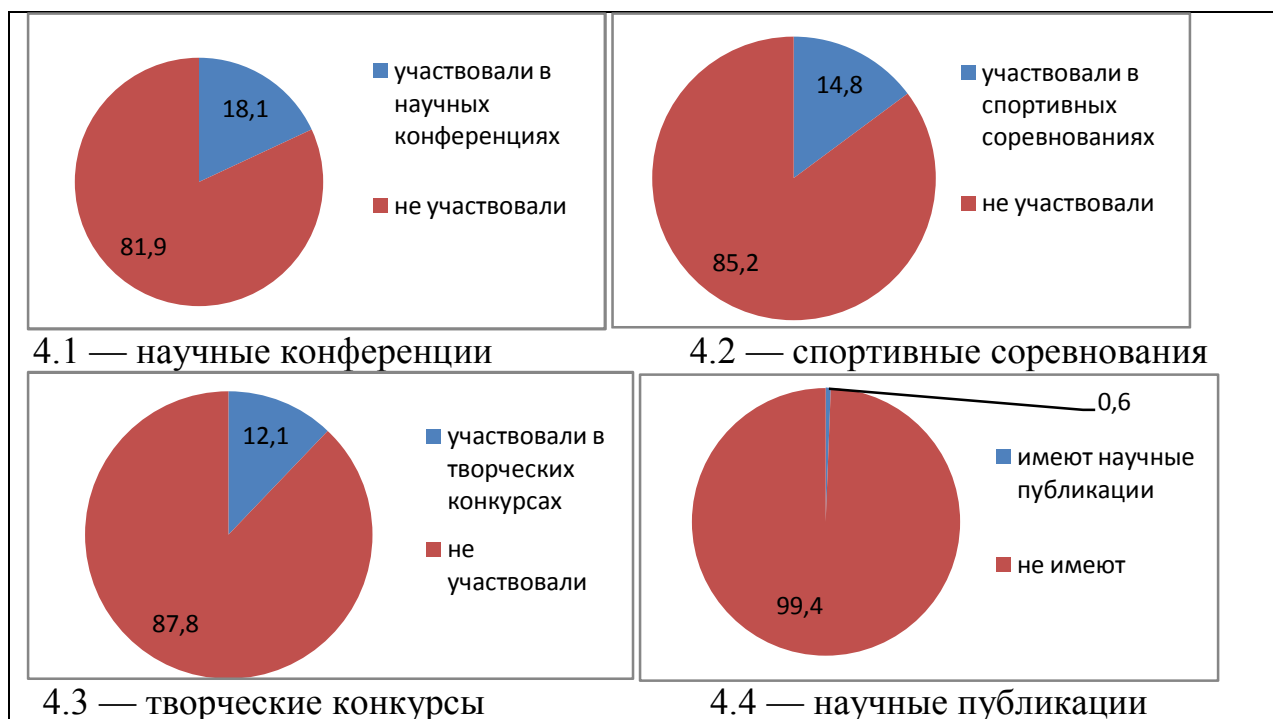 18,1
81,9
участвовали в
научных
конференциях
не участвовали
14,8
85,2
участвовали в
спортивных
соревнованиях
не участвовали
4.1 — научные конференции
4.2 — спортивные соревнования
12,1
87,8
участвовали в
творческих
конкурсах
не
участвовали
0,6
99,4
имеют научные
публикации
не имеют
4.3 — творческие конкурсы
4.4 — научные публикации